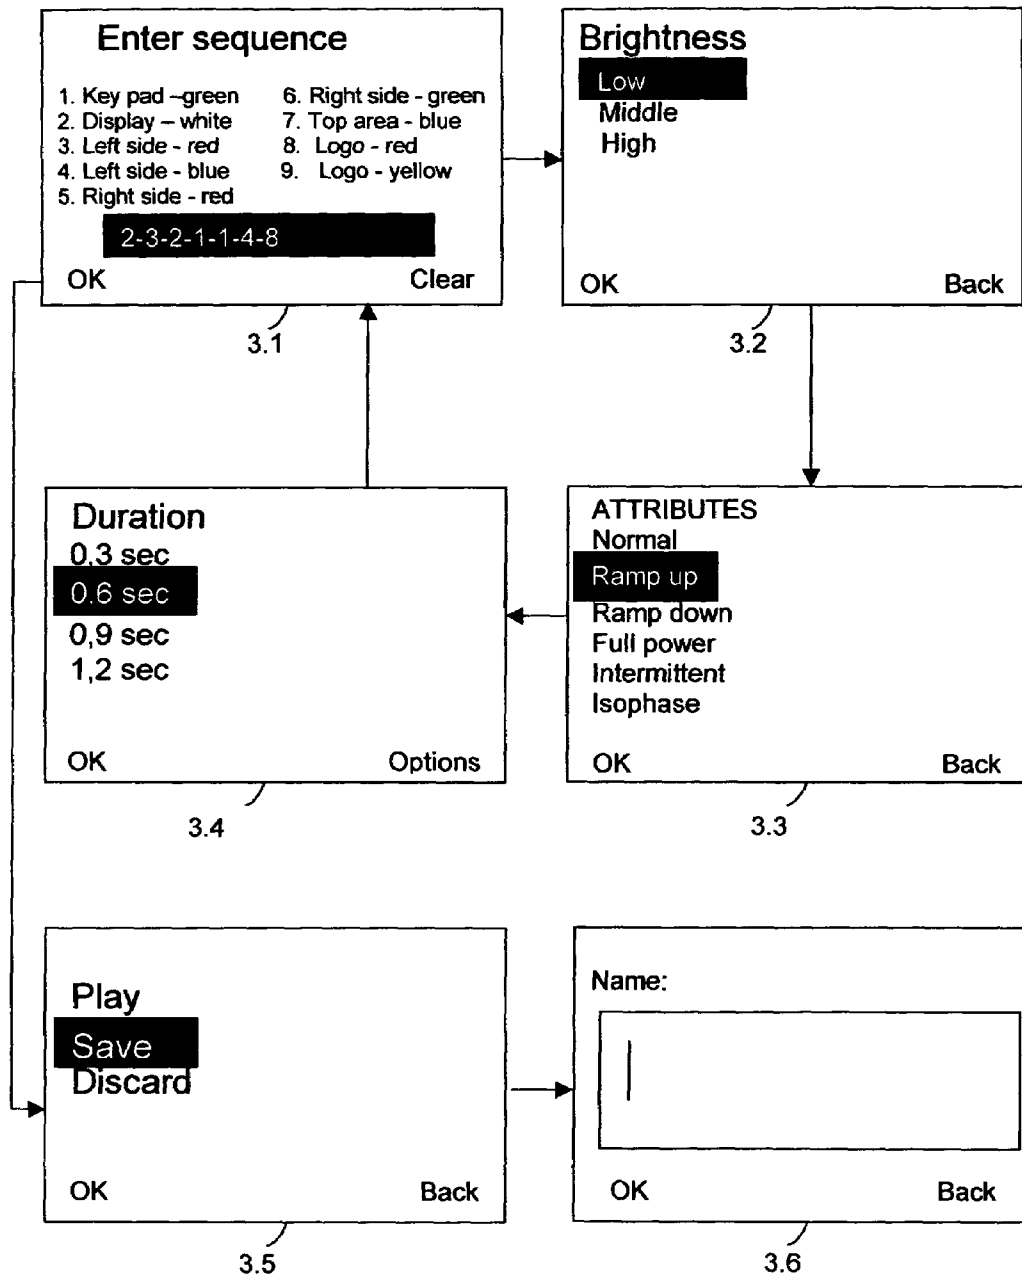 Enter sequence
1. Key pad –green
2. Display – white
3. Left side - red
4. Left side - blue
5. Right side - red
6. Right side - green
7. Top area - blue
8. Logo - red
9. Logo - yellow
2-3-2-1-1-4-8
OK Clear
3.1
Brightness
Low
Middle
High
OK Back
3.2
Duration
0,3 sec
0.6 sec
0,9 sec
1,2 sec
OK Options
3.4
ATTRIBUTES
Normal
Ramp up
Ramp down
Full power
Intermittent
Isophase
OK Back
3.3
Play
Save
Discard
OK Back
3.5
Name:
OK Back
3.6